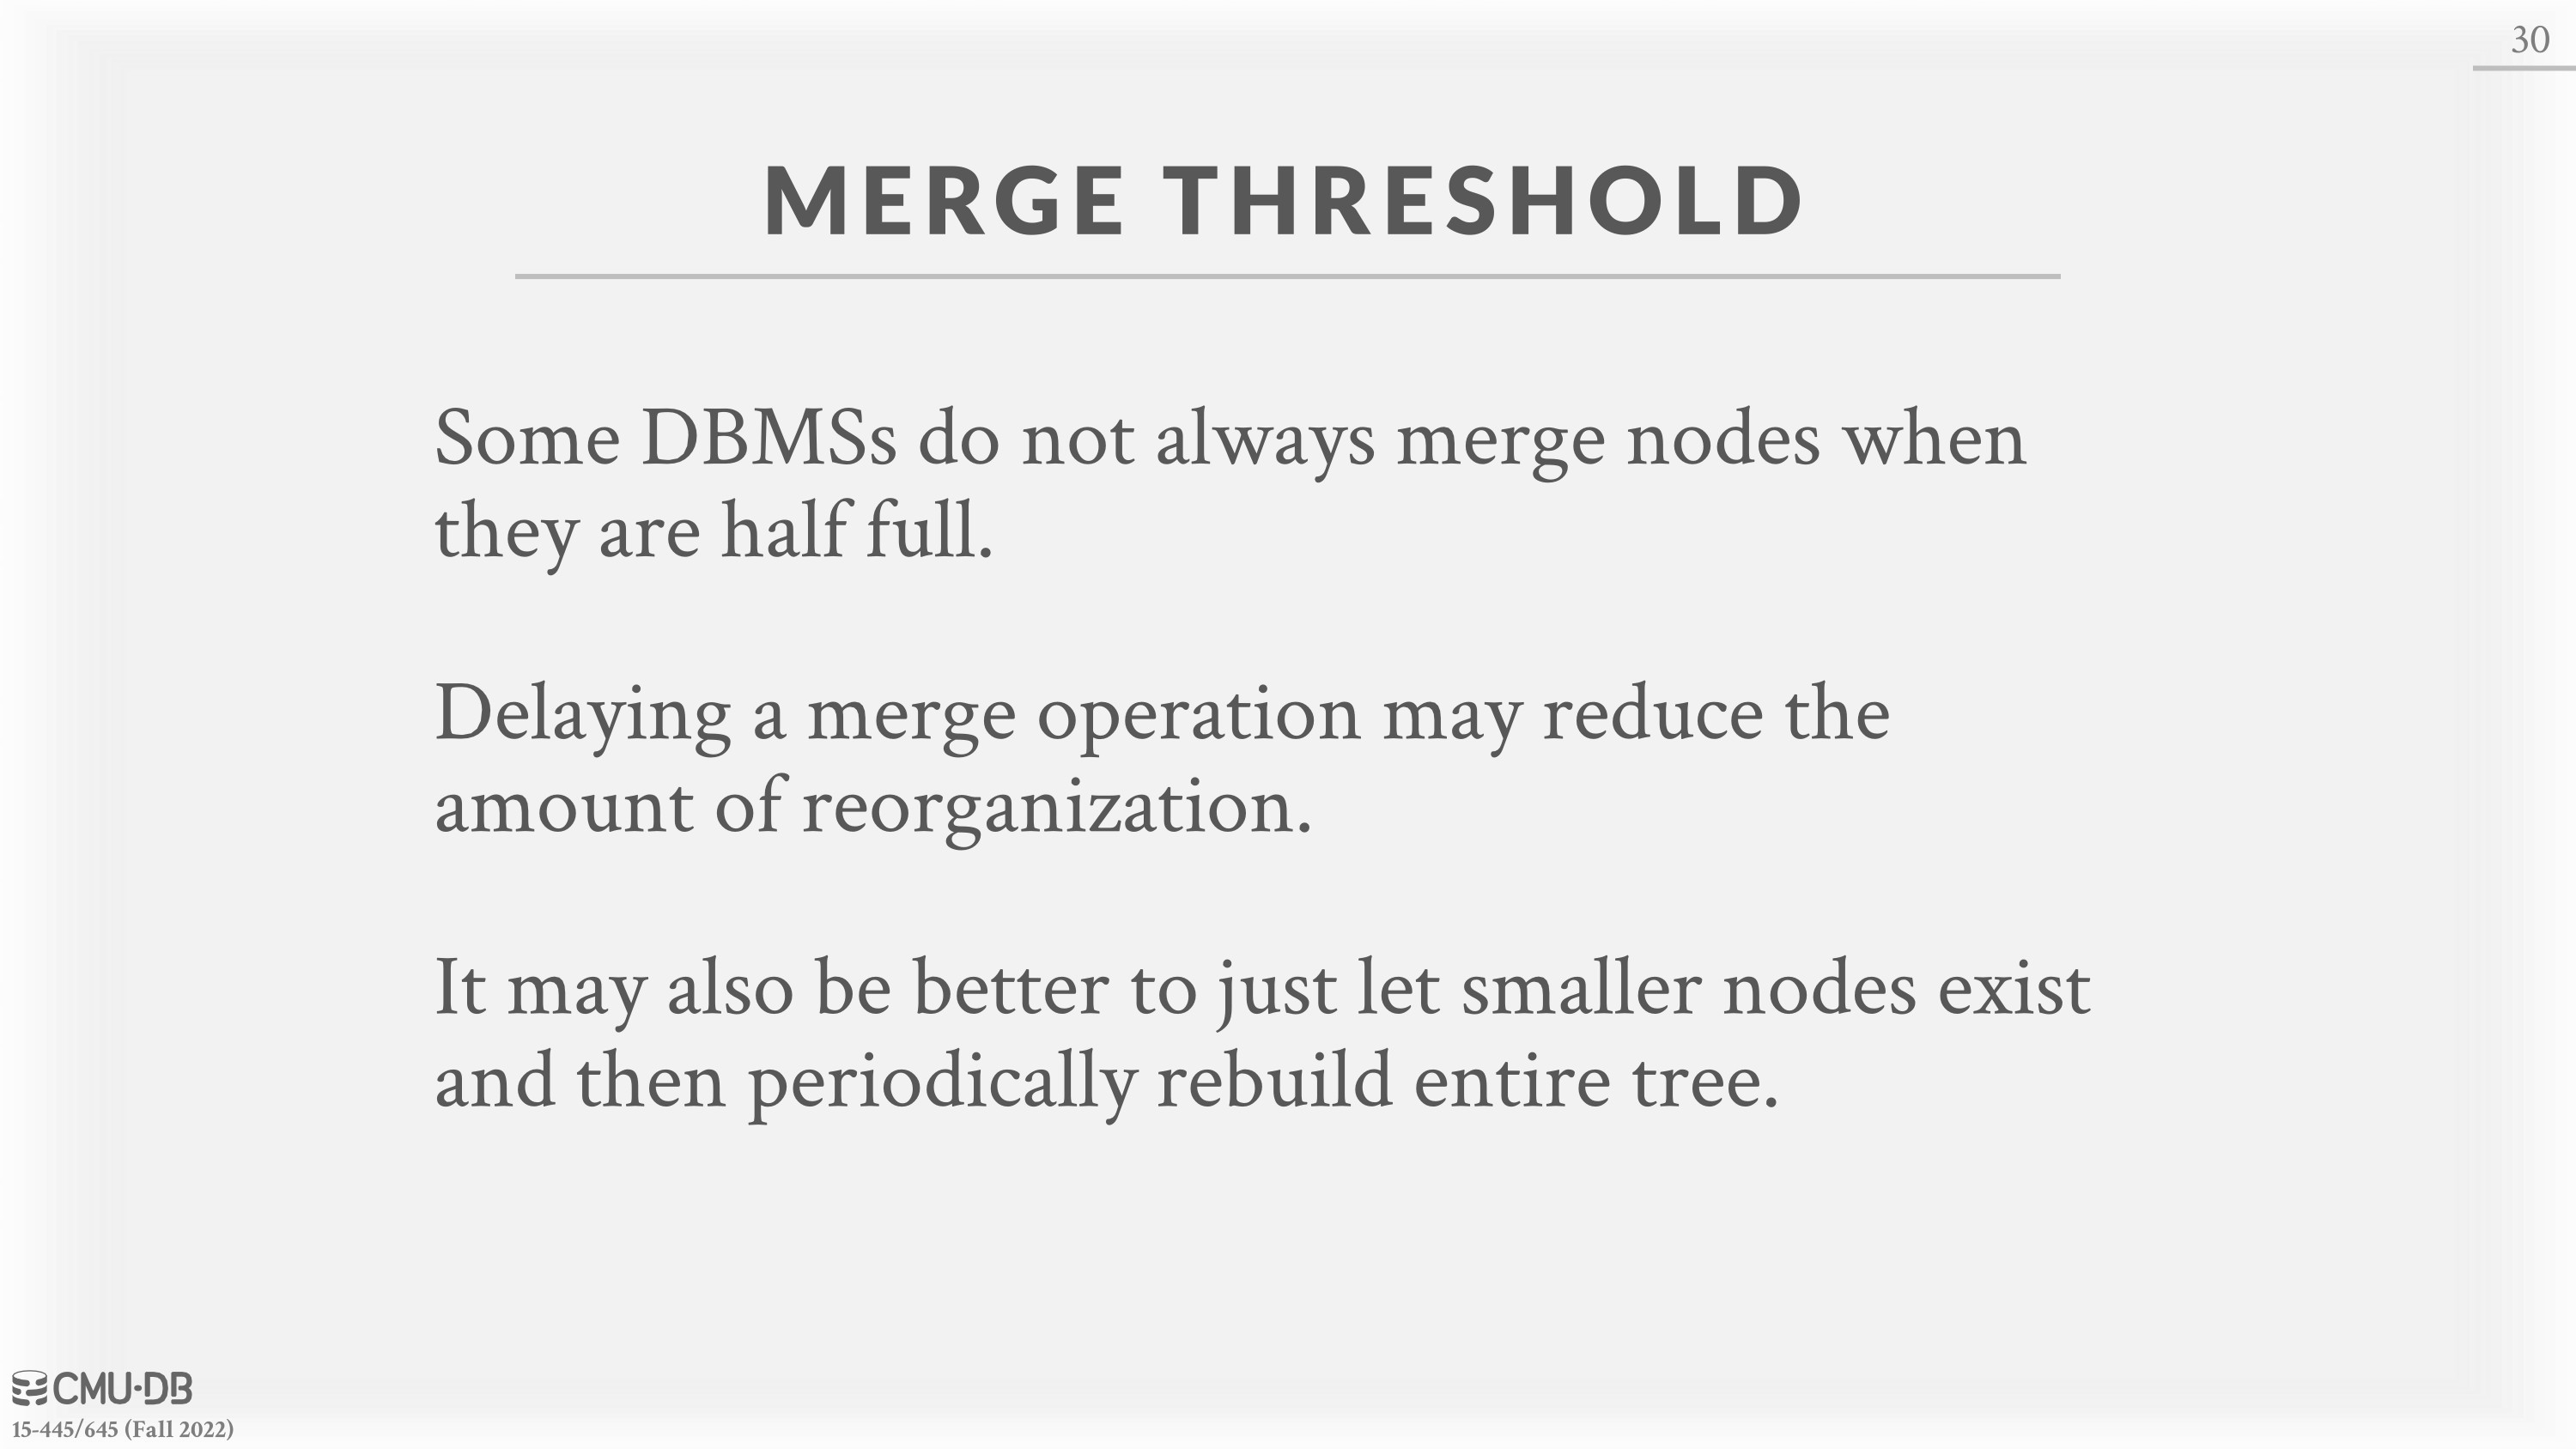 30
MERGE THRESHOLD
Some DBMSs do not always merge nodes when
they are half full.
Delaying a merge operation may reduce the
amount of reorganization.
It may also be better to just let smaller nodes exist
and then periodically rebuild entire tree.
CMU·DB
15-445/645 (Fall 2022)